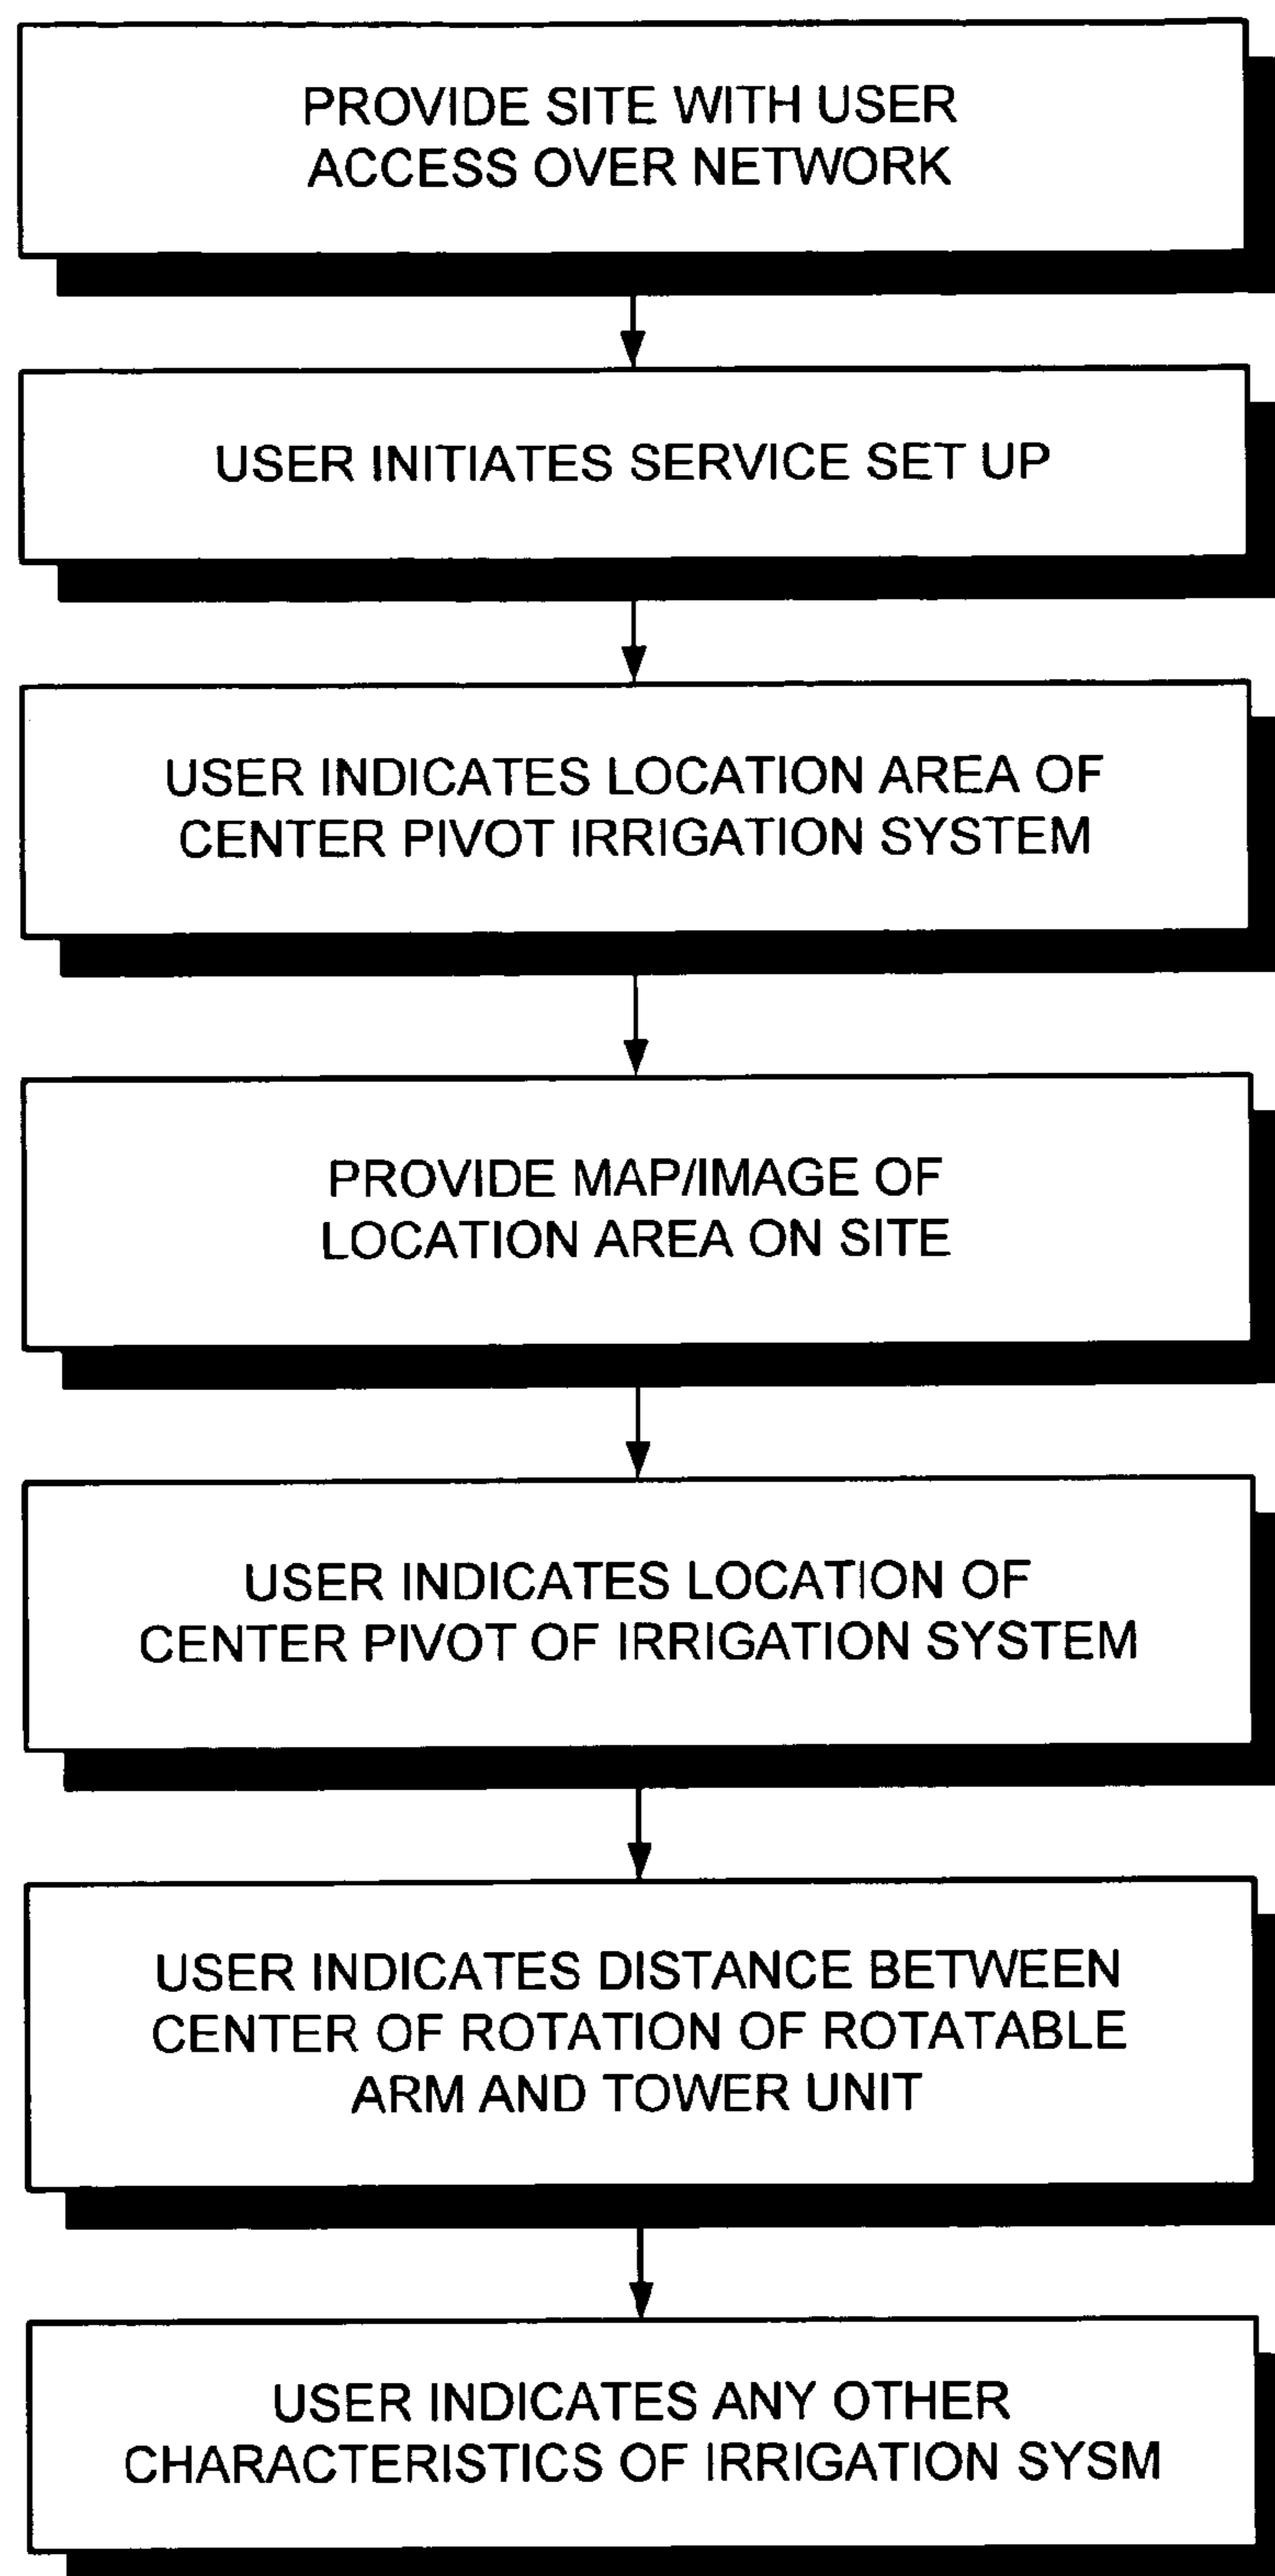 PROVIDE SITE WITH USER
ACCESS OVER NETWORK
USER INITIATES SERVICE SET UP
USER INDICATES LOCATION AREA OF
CENTER PIVOT IRRIGATION SYSTEM
PROVIDE MAP/IMAGE OF
LOCATION AREA ON SITE
USER INDICATES LOCATION OF
CENTER PIVOT OF IRRIGATION SYSTEM
USER INDICATES DISTANCE BETWEEN
CENTER OF ROTATION OF ROTATABLE
ARM AND TOWER UNIT
USER INDICATES ANY OTHER
CHARACTERISTICS OF IRRIGATION SYSM